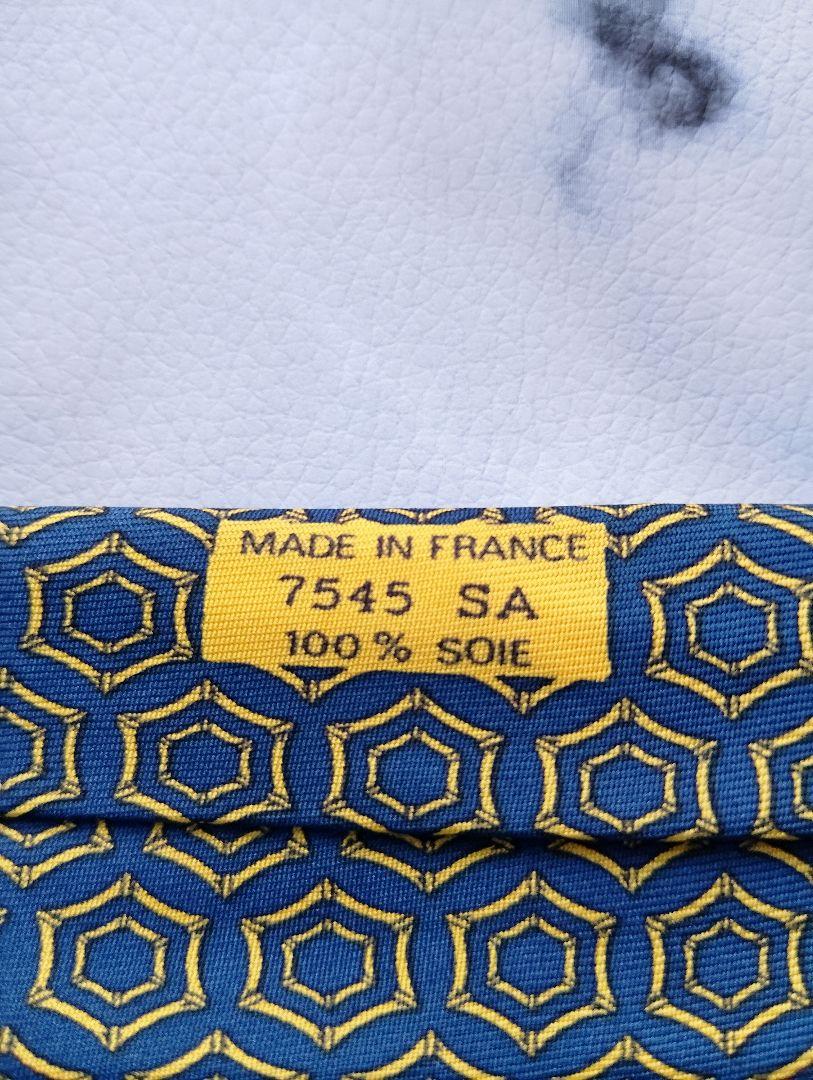 MADE IN FRANCE
7545 SA
100% SOIE